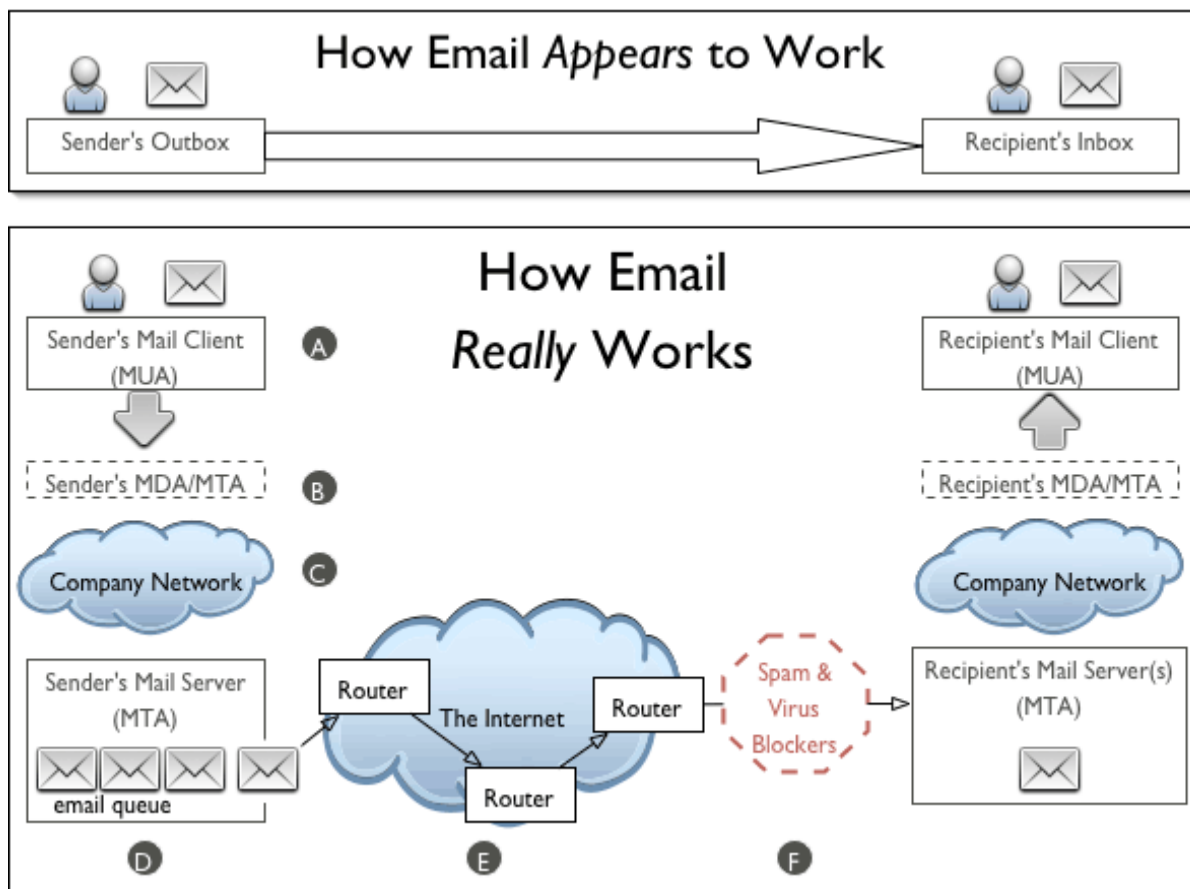 How Email Appears to Work
Sender's Outbox
Recipient's Inbox
How Email
Really Works
Sender's Mail Client
(MUA)
A
Recipient's Mail Client
(MUA)
Sender's MDA/MTA
B
Recipient's MDA/MTA
Company Network
C
Company Network
Sender's Mail Server
(MTA)
email queue
Router
The Internet
Router
Router
Spam &
Virus
Blockers
Recipient's Mail Server(s)
(MTA)
D
E
F